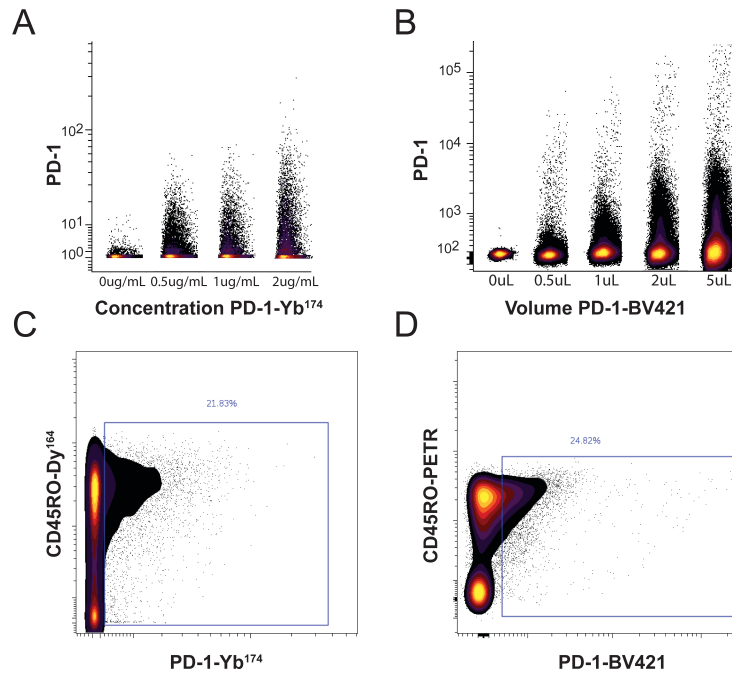 A
PD-1
10²
10¹
10⁰
0ug/mL 0.5ug/mL 1ug/mL 2ug/mL
Concentration PD-1-Yb¹⁷⁴
B
PD-1
10⁵
10⁴
10³
10²
0uL 0.5uL 1uL 2uL 5uL
Volume PD-1-BV421
C
21.83%
CD45RO-Dy¹⁶⁴
PD-1-Yb¹⁷⁴
D
24.82%
CD45RO-PETR
PD-1-BV421